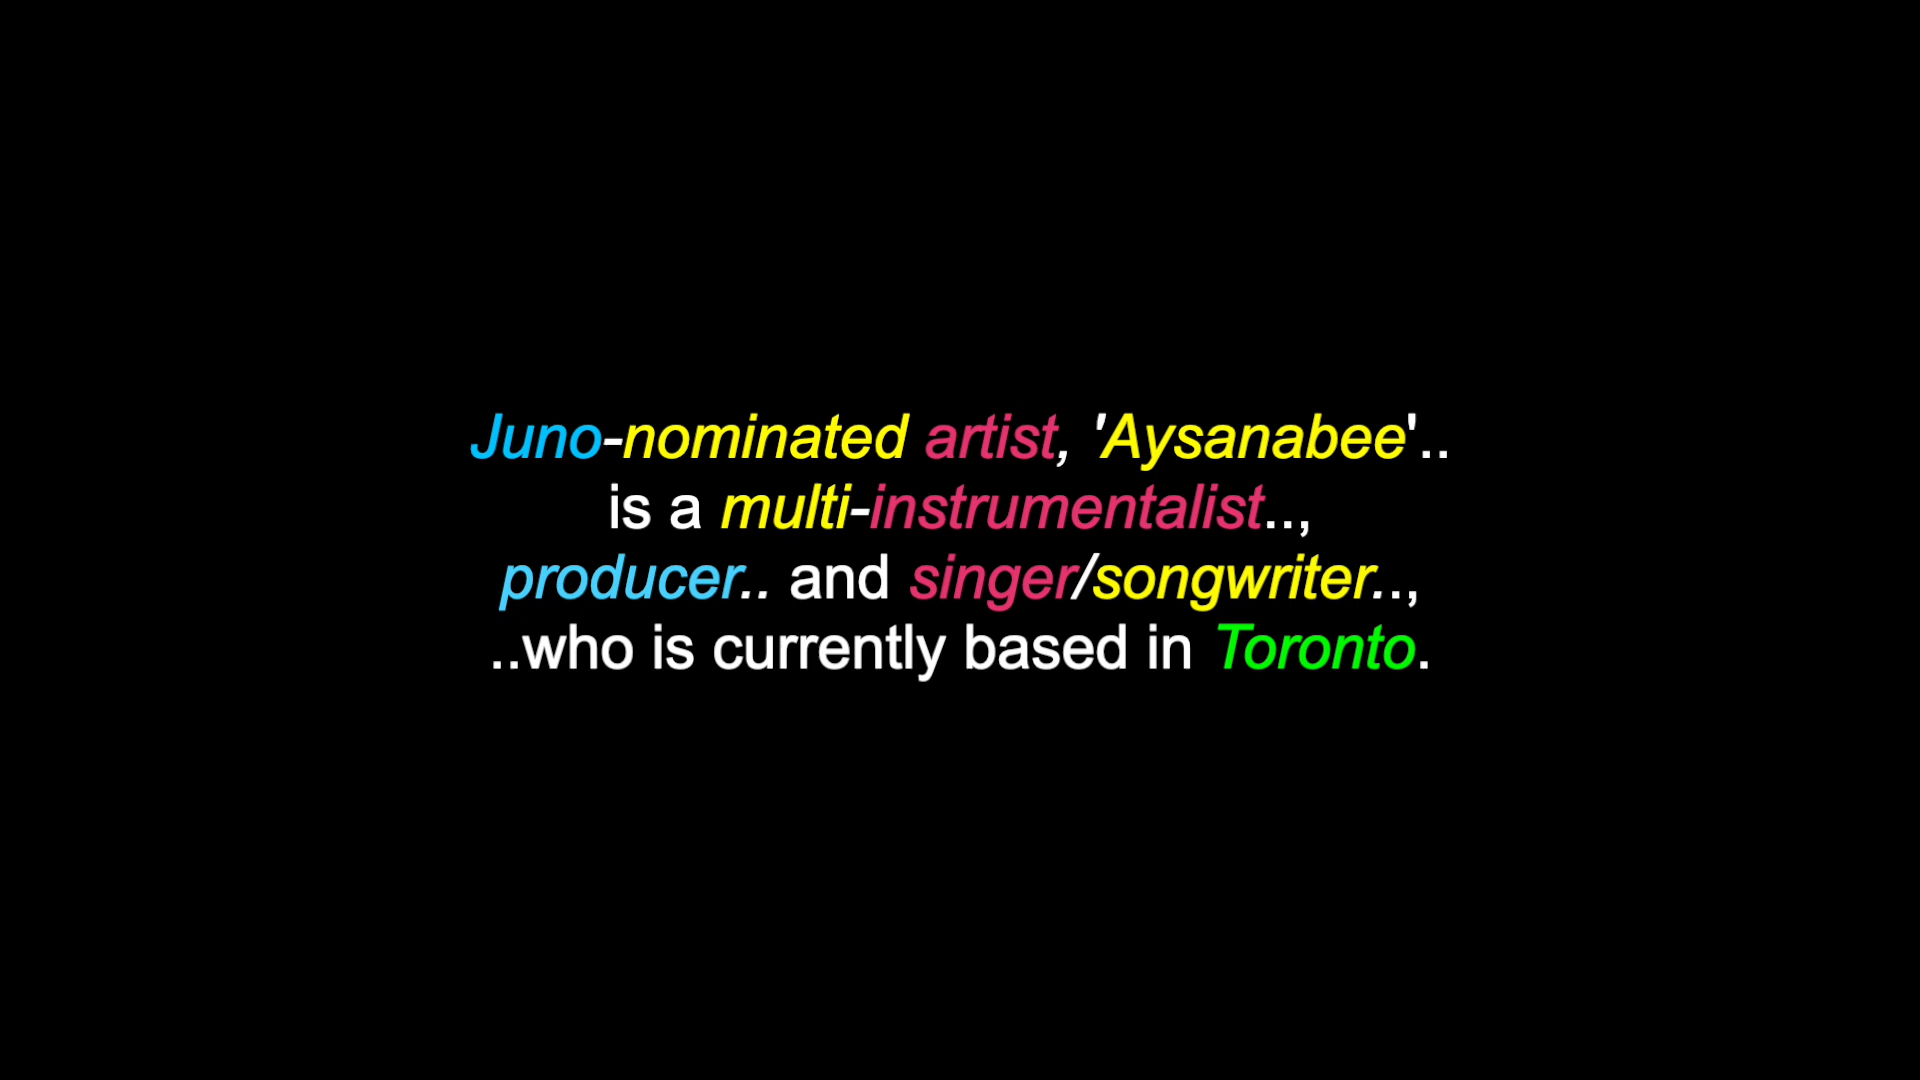 Juno-nominated artist, 'Aysanabee'..
is a multi-instrumentalist..,
producer.. and singer/songwriter...,
..who is currently based in Toronto.